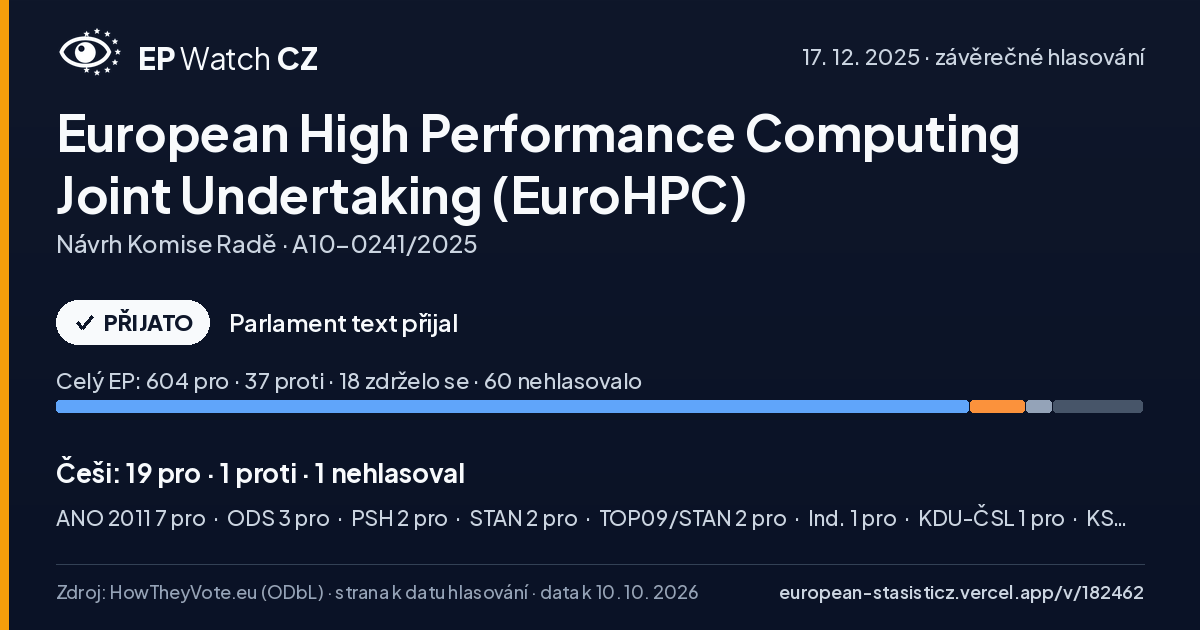 EP Watch CZ
17. 12. 2025 · závěrečné hlasování
European High Performance Computing
Joint Undertaking (EuroHPC)
Návrh Komise Radě · A10–0241/2025
✓ PŘIJATO
Parlament text přijal
Celý EP: 604 pro · 37 proti · 18 zdrželo se · 60 nehlasovalo
Češi: 19 pro · 1 proti · 1 nehlasoval
ANO 2011 7 pro · ODS 3 pro · PSH 2 pro · STAN 2 pro · TOP09/STAN 2 pro · Ind. 1 pro · KDU-ČSL 1 pro · KS…
Zdroj: HowTheyVote.eu (ODbL) · strana k datu hlasování · data k 10. 10. 2026
european-stasisticz.vercel.app/v/182462